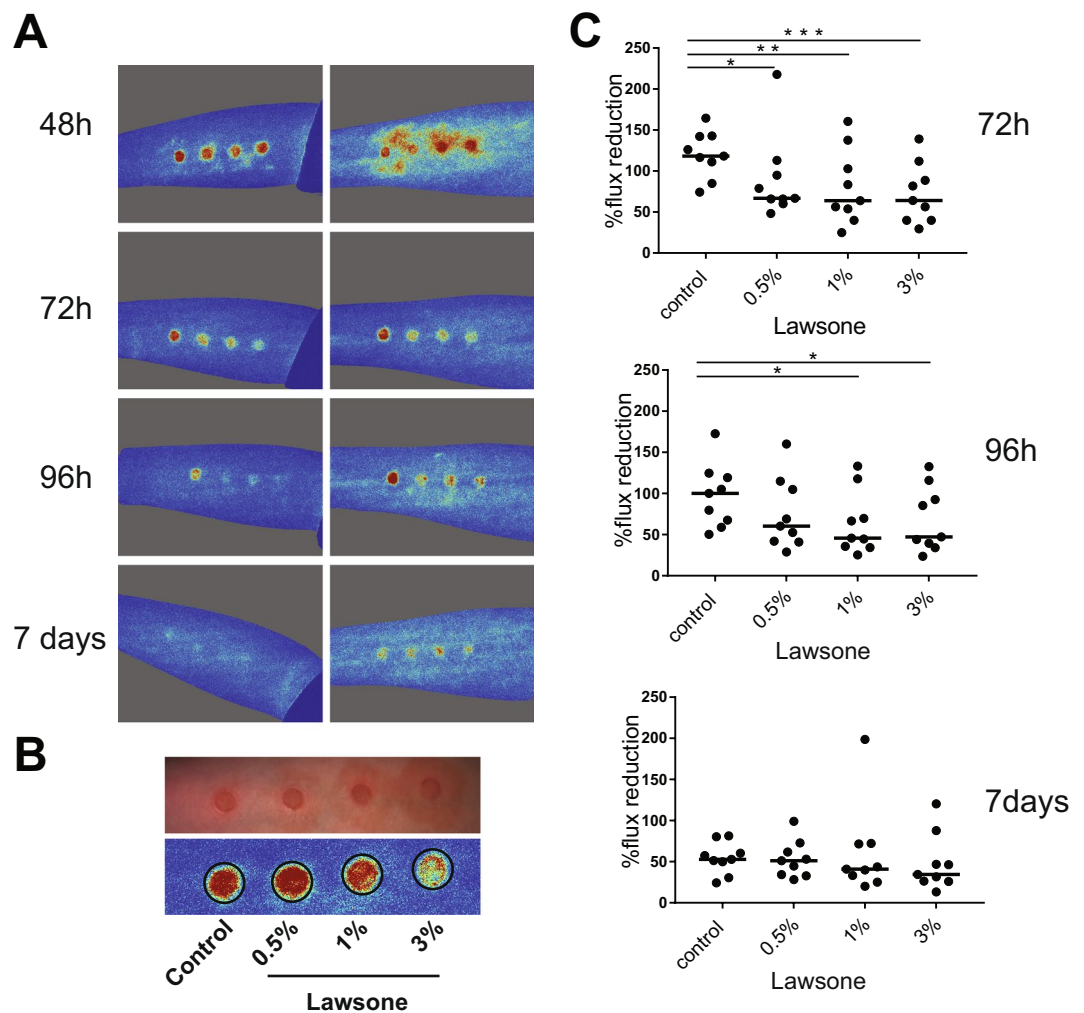 A
48h
72h
96h
7 days
B
Control
0.5%
1%
3%
Lawsone
C
* * *
* *
*
250
200
150
100
50
0
%flux reduction
control
0.5%
1%
3%
Lawsone
72h
*
*
250
200
150
100
50
0
%flux reduction
control
0.5%
1%
3%
Lawsone
96h
250
200
150
100
50
0
%flux reduction
control
0.5%
1%
3%
Lawsone
7days